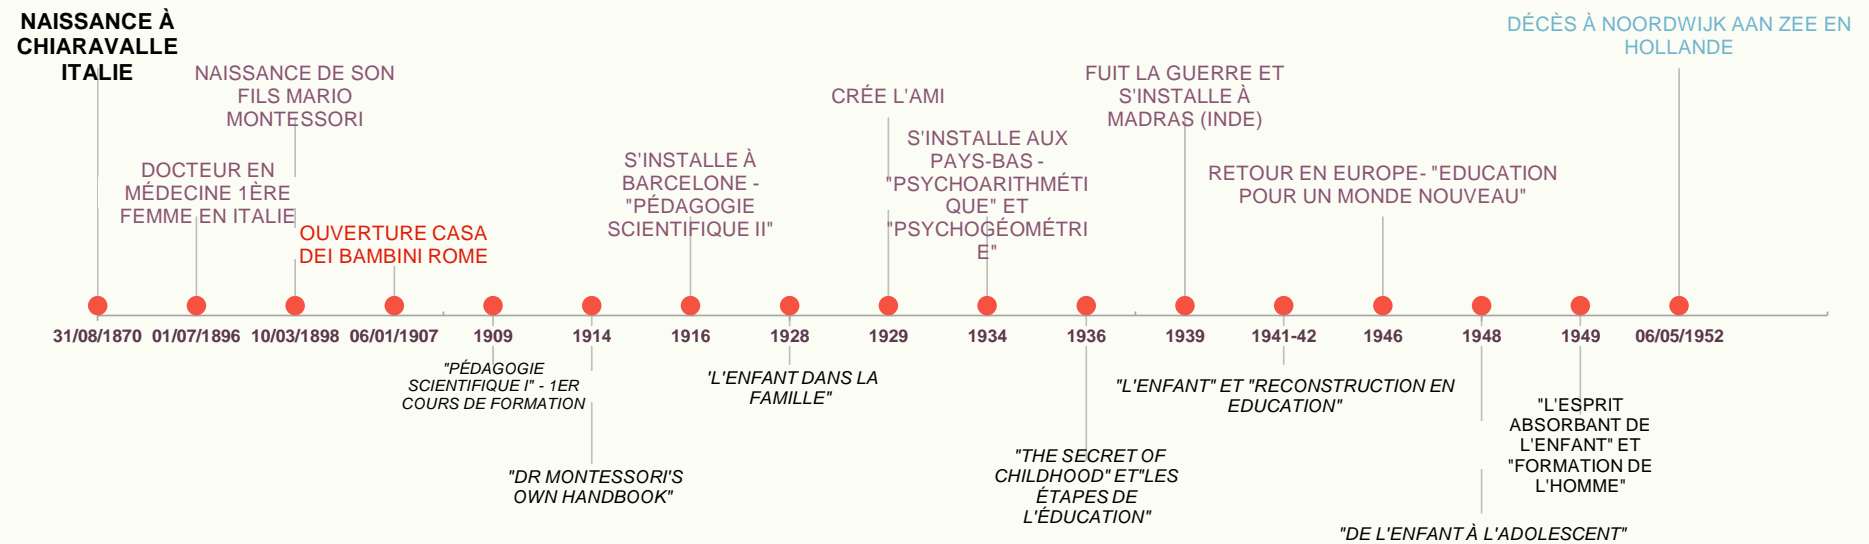 NAISSANCE À
CHIARAVALLE
ITALIE
DOCTEUR EN
MÉDECINE 1ÈRE
FEMME EN ITALIE
NAISSANCE DE SON
FILS MARIO
MONTESSORI
OUVERTURE CASA
DEI BAMBINI ROME
S'INSTALLE À
BARCELONE -
"PÉDAGOGIE
SCIENTIFIQUE II"
CRÉE L'AMI
S'INSTALLE AUX
PAYS-BAS -
"PSYCHOARITHMÉTI
QUE" ET
"PSYCHOGÉOMÉTRI
E"
FUIT LA GUERRE ET
S'INSTALLE À
MADRAS (INDE)
RETOUR EN EUROPE- "EDUCATION
POUR UN MONDE NOUVEAU"
DÉCÈS À NOORDWIJK AAN ZEE EN
HOLLANDE
31/08/1870 01/07/1896 10/03/1898 06/01/1907 1909 1914 1916 1928 1929 1934 1936 1939 1941-42 1946 1948 1949 06/05/1952
"PÉDAGOGIE
SCIENTIFIQUE I" - 1ER
COURS DE FORMATION
"DR MONTESSORI'S
OWN HANDBOOK"
'L'ENFANT DANS LA
FAMILLE"
"THE SECRET OF
CHILDHOOD" ET"LES
ÉTAPES DE
L'ÉDUCATION"
"L'ENFANT" ET "RECONSTRUCTION EN
EDUCATION"
"DE L'ENFANT À L'ADOLESCENT"
"L'ESPRIT
ABSORBANT DE
L'ENFANT" ET
"FORMATION DE
L'HOMME"